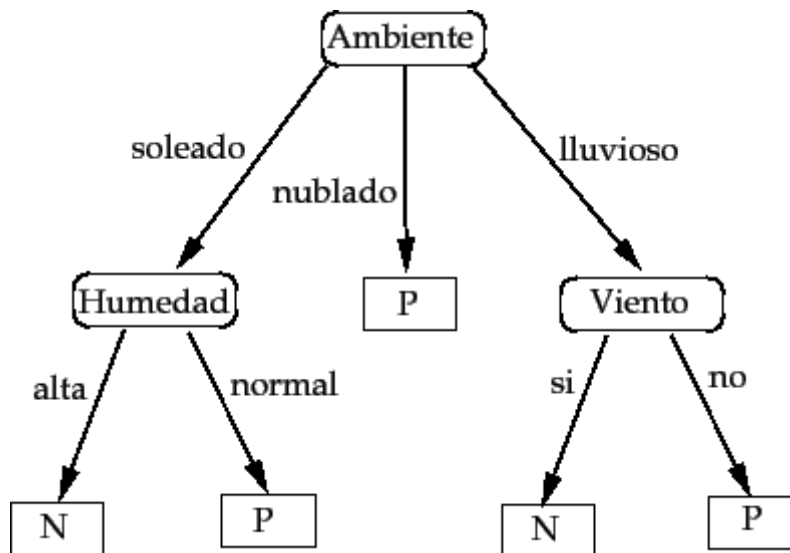 Ambiente
soleado
nublado
lluvioso
Humedad
P
Viento
alta
normal
si
no
N
P
N
P